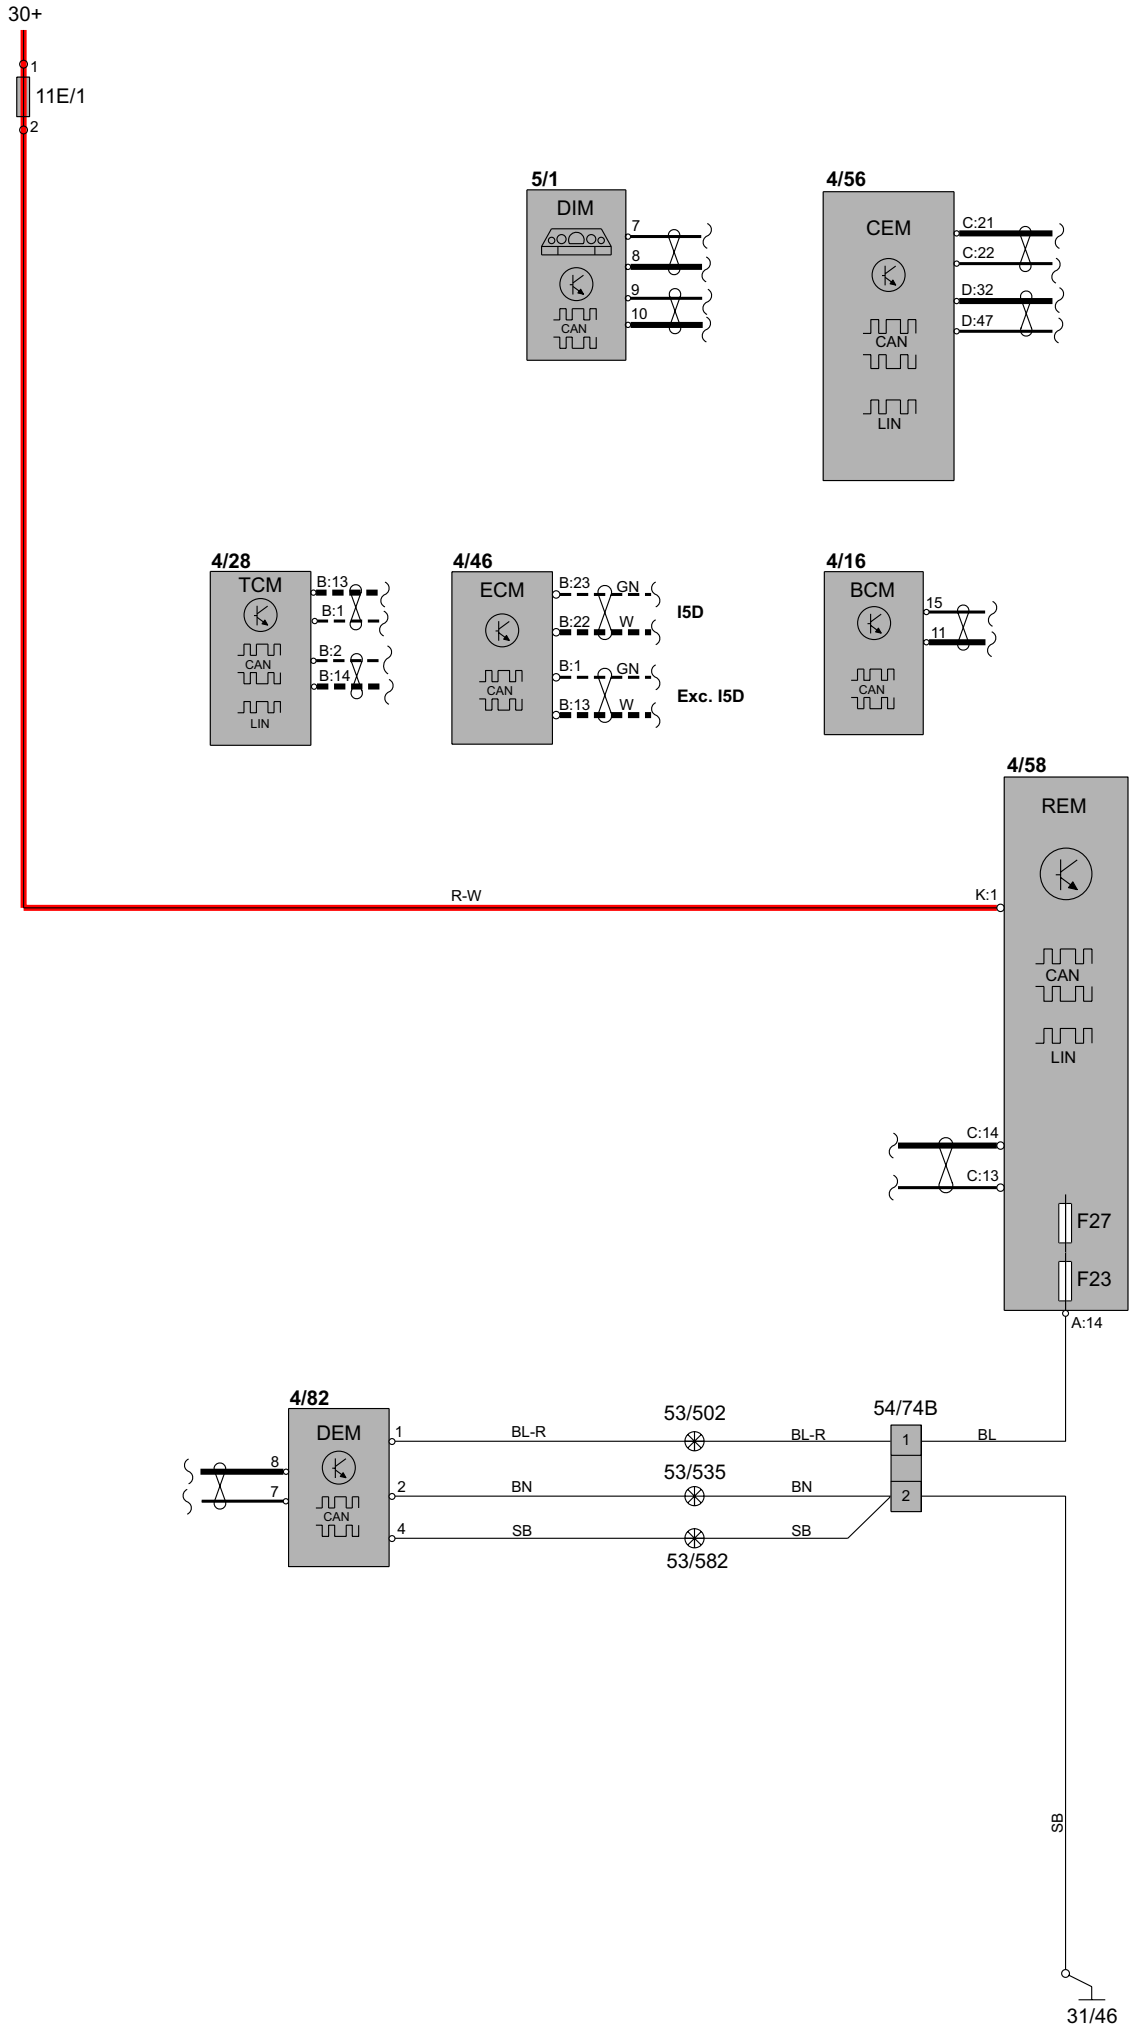 30+
1
11E/1
2
5/1
DIM
7
8
9
10
CAN
4/56
CEM
C:21
C:22
D:32
D:47
CAN
LIN
4/28
TCM
B:13
B:1
B:2
B:14
CAN
LIN
4/46
ECM
B:23 GN
I5D
B:22 W
B:1 GN
Exc. I5D
B:13 W
CAN
4/16
BCM
15
11
CAN
4/58
REM
R-W
K:1
CAN
LIN
C:14
C:13
F27
F23
A:14
4/82
DEM
8
7
CAN
1 BL-R 53/502 BL-R 54/74B 1 BL
2 BN 53/535 BN 2
4 SB 53/582 SB
SB
31/46